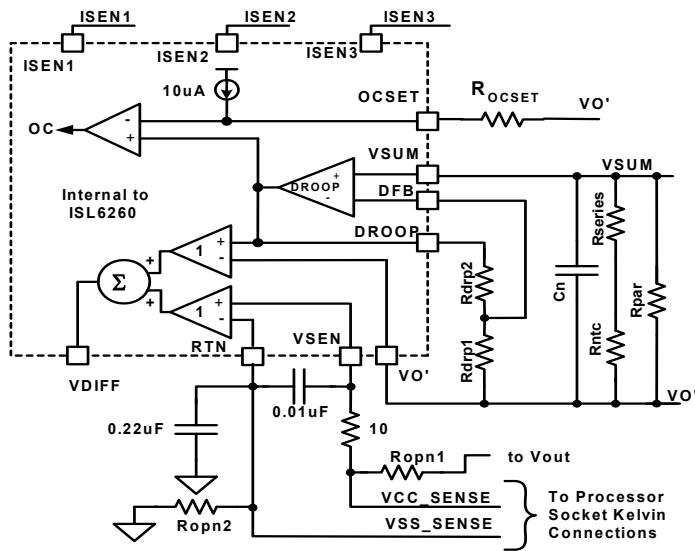 ISEN1
ISEN2
ISEN3
ISEN1
ISEN2
ISEN3
10uA
OCSET
ROCSET
VO'
OC
-
+
VSUM
VSUM
DROOP
+
-
DFB
Internal to
ISL6260
DROOP
Rseries
Rdrp2
Cn
Rpar
1
+
-
+
Σ
+
1
+
-
Rntc
Rdrp1
RTN
VSEN
VO'
VO'
VDIFF
0.01uF
0.22uF
10
Ropn1
to Vout
Ropn2
VCC_SENSE
VSS_SENSE
To Processor
Socket Kelvin
Connections